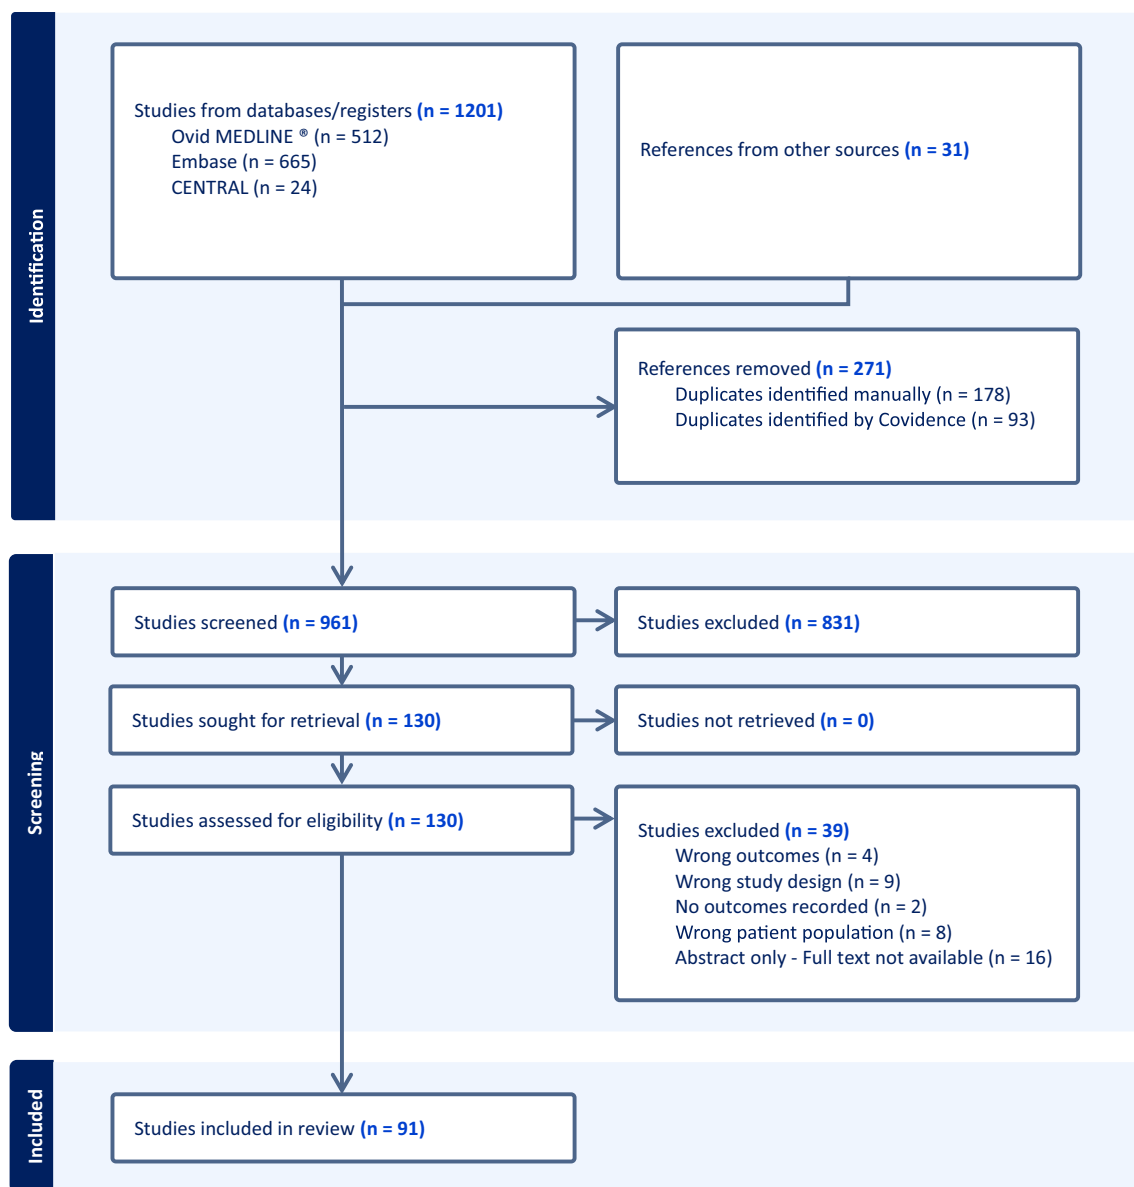 Identification
Studies from databases/registers (n = 1201)
Ovid MEDLINE ® (n = 512)
Embase (n = 665)
CENTRAL (n = 24)
References from other sources (n = 31)
References removed (n = 271)
Duplicates identified manually (n = 178)
Duplicates identified by Covidence (n = 93)
Screening
Studies screened (n = 961)
Studies excluded (n = 831)
Studies sought for retrieval (n = 130)
Studies not retrieved (n = 0)
Studies assessed for eligibility (n = 130)
Studies excluded (n = 39)
Wrong outcomes (n = 4)
Wrong study design (n = 9)
No outcomes recorded (n = 2)
Wrong patient population (n = 8)
Abstract only - Full text not available (n = 16)
Included
Studies included in review (n = 91)